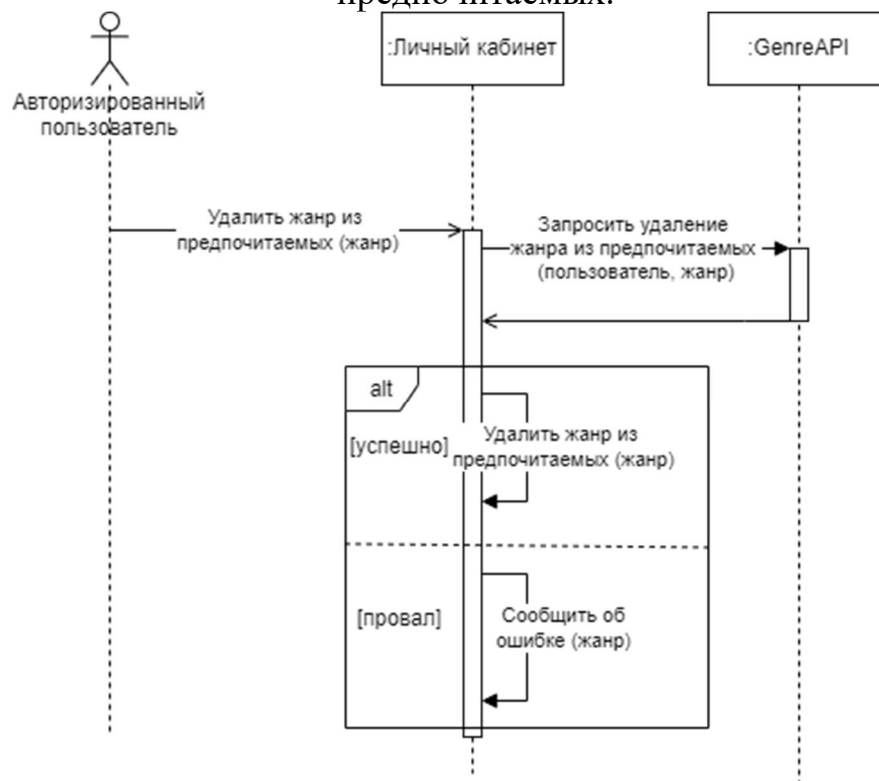 предпочитаемых.
:Личный кабинет
:GenreAPI
Авторизированный
пользователь
Удалить жанр из
предпочитаемых (жанр)
Запросить удаление
жанра из предпочитаемых
(пользователь, жанр)
alt
[успешно]
Удалить жанр из
предпочитаемых (жанр)
[провал]
Сообщить об
ошибке (жанр)